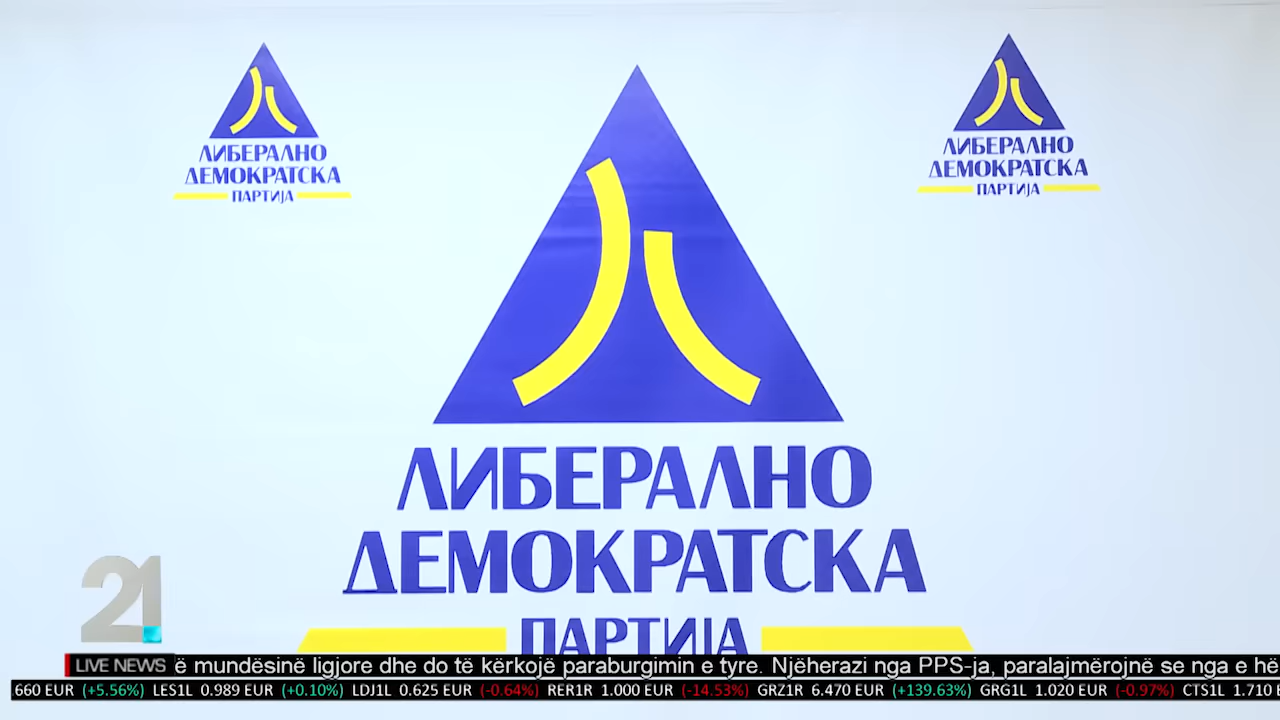 ЛИБЕРАЛНО
ДЕМОКРАТСКА
ПАРТИЈА
ЛИБЕРАЛНО
ДЕМОКРАТСКА
ПАРТИЈА
ЛИБЕРАЛНО
ДЕМОКРАТСКА
ПАРТИЈА
21
LIVE NEWS ë mundësinë ligjore dhe do të kërkojë paraburgimin e tyre. Njëherazi nga PPS-ja, paralajmërojnë se nga e hë
660 EUR (+5.56%) LES1L 0.989 EUR (+0.10%) LDJ1L 0.625 EUR (-0.64%) RER1R 1.000 EUR (-14.53%) GRZ1R 6.470 EUR (+139.63%) GRG1L 1.020 EUR (-0.97%) CTS1L 1.710 E